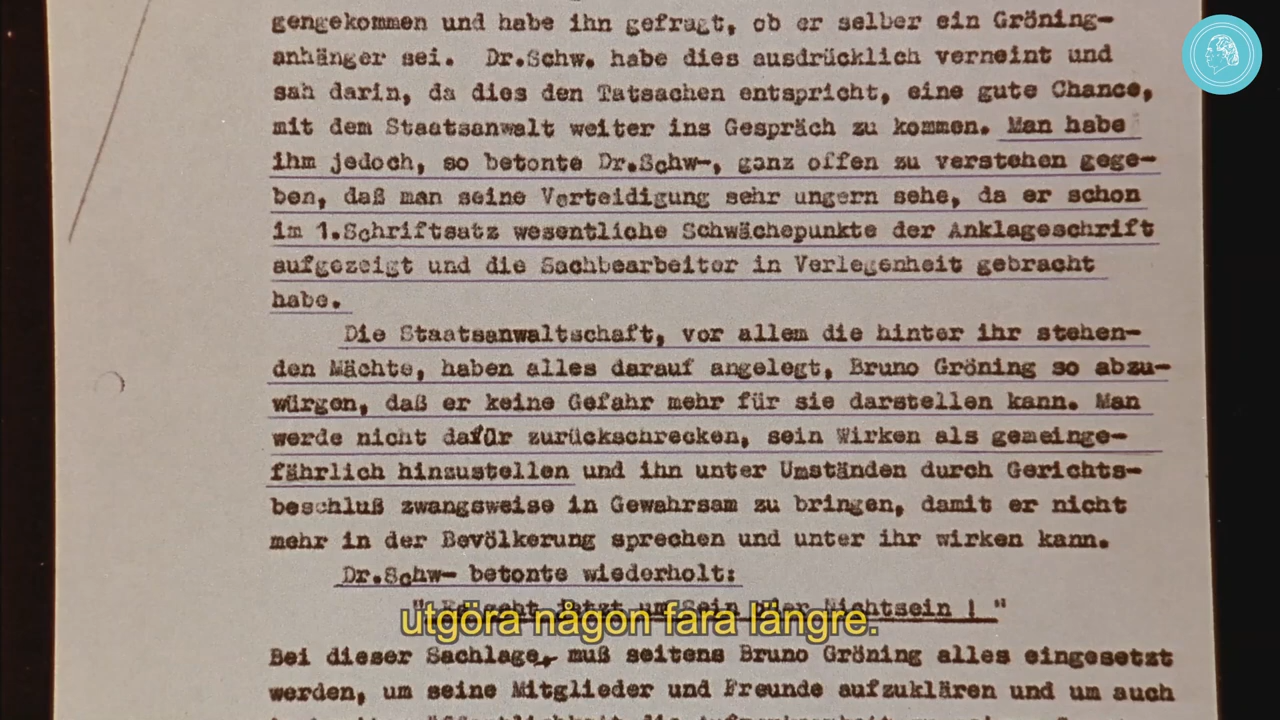 gengekommen und habe ihn gefragt, ob er selber ein Gröning-
anhänger sei. Dr.Schw. habe dies ausdrücklich verneint und
sah darin, da dies den Tatsachen entspricht, eine gute Chance,
mit dem Staatsanwalt weiter ins Gespräch zu kommen. Man habe
ihm jedoch, so betonte Dr.Schw-, ganz offen zu verstehen gege-
ben, daß man seine Verteidigung sehr ungern sehe, da er schon
im 1.Schriftsatz wesentliche Schwächepunkte der Anklageschrift
aufgezeigt und die Sachbearbeiter in Verlegenheit gebracht
habe.
Die Staatsanwaltschaft, vor allem die hinter ihr stehen-
den Mächte, haben alles darauf angelegt, Bruno Gröning so abzu-
würgen, daß er keine Gefahr mehr für sie darstellen kann. Man
werde nicht dafür zurückschrecken, sein Wirken als gemeinge-
fährlich hinzustellen und ihn unter Umständen durch Gerichts-
beschluß zwangsweise in Gewahrsam zu bringen, damit er nicht
mehr in der Bevölkerung sprechen und unter ihr wirken kann.
Dr.Schw- betonte wiederholt:
" Es geht jetzt um Sein oder Nichtsein ! "
utgöra någon fara längre.
Bei dieser Sachlage, muß seitens Bruno Gröning alles eingesetzt
werden, um seine Mitglieder und Freunde aufzuklären und um auch